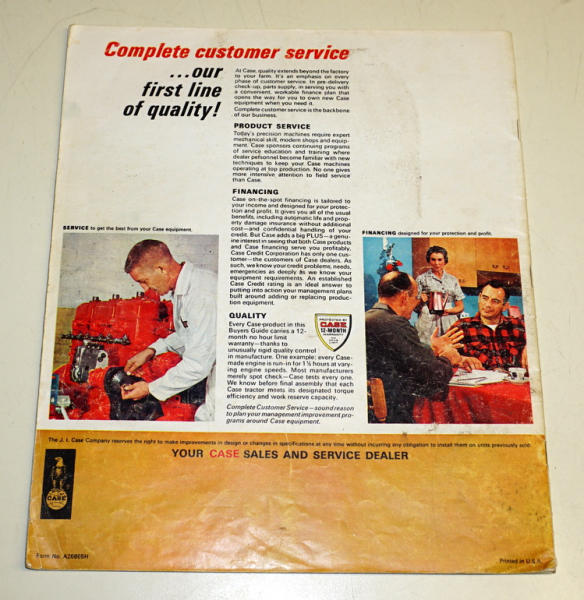 Complete customer service
...our
first line
of quality!
At Case, quality extends beyond the factory
to your farm. It's an emphasis on every
phase of customer service. In pre-delivery
check-up, parts supply, in serving you with
a convenient, workable finance plan that
opens the way for you to own new Case
equipment when you need it.
Complete customer service is the backbone
of our business.
PRODUCT SERVICE
Today's precision machines require expert
mechanical skill, modern shops and equip-
ment. Case sponsors continuing programs
of service education and training where
dealer personnel become familiar with new
techniques to keep your Case machines
operating at top production. No one gives
more intensive attention to field service
than Case.
FINANCING
Case on-the-spot financing is tailored to
your income and designed for your protec-
tion and profit. It gives you all of the usual
benefits, including automatic life and prop-
erty damage insurance without additional
cost—and confidential handling of your
credit. But Case adds a big PLUS—a genu-
ine interest in seeing that both Case products
and Case financing serve you profitably.
Case Credit Corporation has only one cus-
tomer—the customers of Case dealers. As
such, we know your credit problems, needs,
emergencies as deeply as we know your
equipment requirements. An established
Case Credit rating is an ideal answer to
putting into action your management plans
built around adding or replacing produc-
tion equipment.
QUALITY
Every Case-product in this
Buyers Guide carries a 12-
month no hour limit
warranty—thanks to
unusually rigid quality control
in manufacture. One example: every Case-
made engine is run-in for 1½ hours at vary-
ing engine speeds. Most manufacturers
merely spot check—Case tests every one.
We know before final assembly that each
Case tractor meets its designated torque
efficiency and work reserve capacity.
Complete Customer Service—sound reason
to plan your management improvement pro-
grams around Case equipment.
PROTECTED BY
CASE
12-MONTH
WARRANTY
SERVICE to get the best from your Case equipment.
FINANCING designed for your protection and profit.
The J. I. Case Company reserves the right to make improvements in design or changes in specifications at any time without incurring any obligation to install them on units previously sold.
YOUR CASE SALES AND SERVICE DEALER
CASE
Form No. A26865H
Printed in U.S.A.